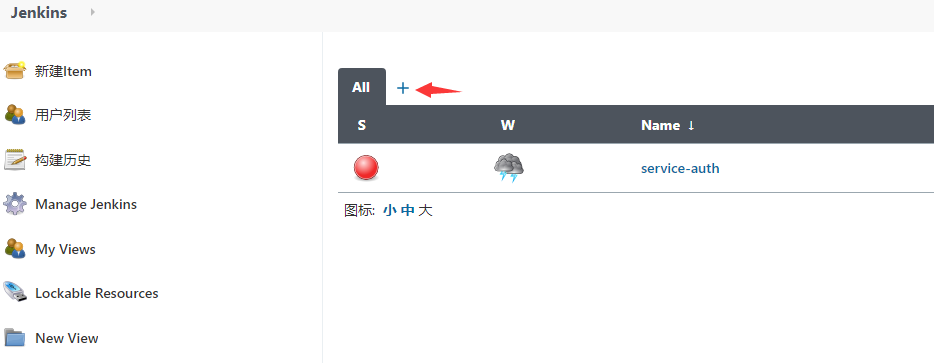 Jenkins
新建Item
用户列表
构建历史
Manage Jenkins
My Views
Lockable Resources
New View
All +
S W Name ↓
service-auth
图标: 小 中 大